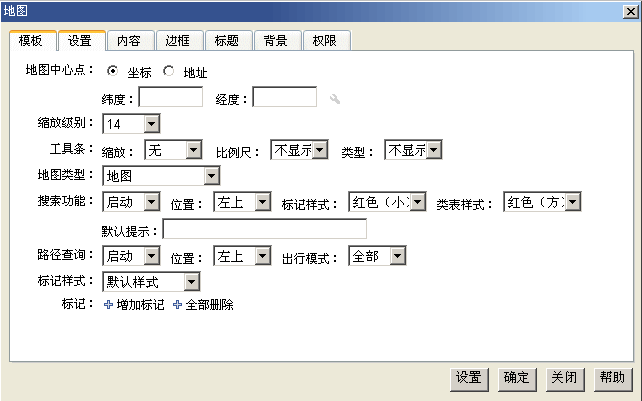 地图
模板 设置 内容 边框 标题 背景 权限
地图中心点： 坐标 地址
纬度： 经度：
缩放级别： 14
工具条： 缩放： 无 比例尺： 不显示 类型： 不显示
地图类型： 地图
搜索功能： 启动 位置： 左上 标记样式： 红色（小） 类表样式： 红色（方）
默认提示：
路径查询： 启动 位置： 左上 出行模式： 全部
标记样式： 默认样式
标记： 增加标记 全部删除
设置 确定 关闭 帮助